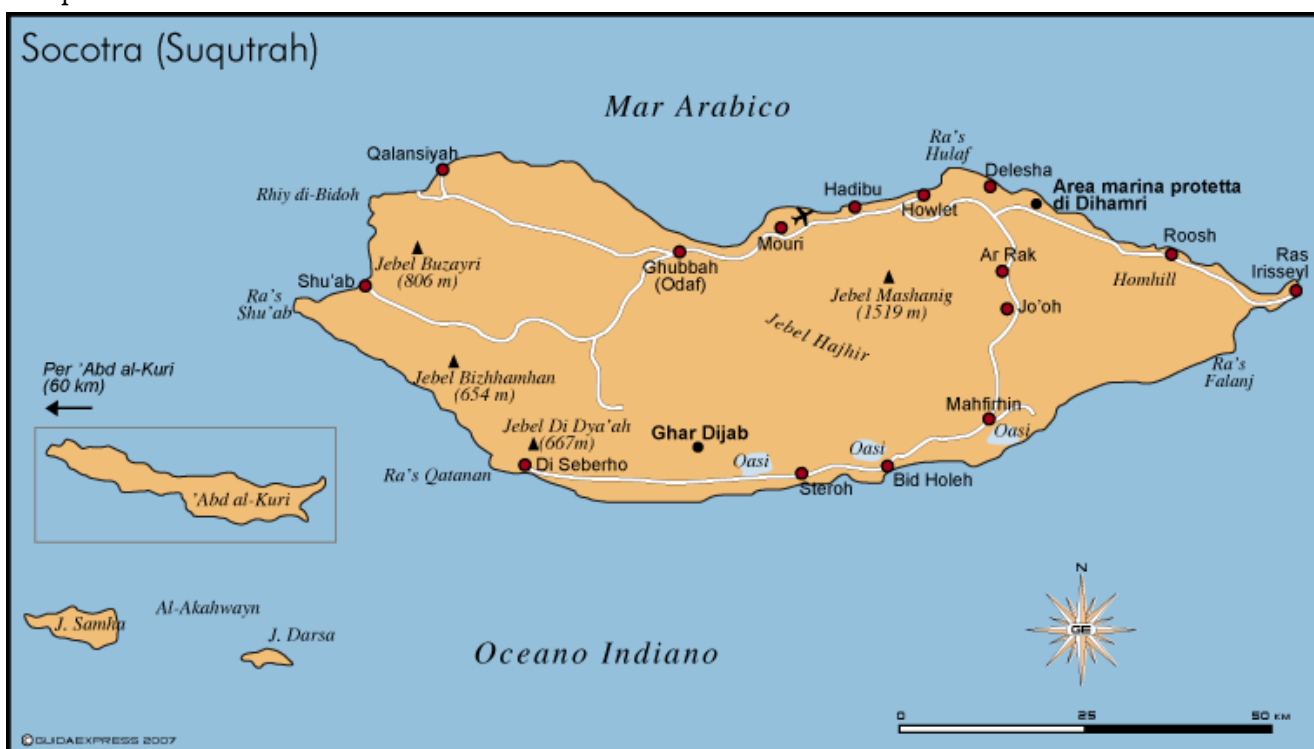 Socotra (Suqutrah)
Mar Arabico
Ra's
Hulaf
Qalansiyah
Delesha
Rhiy di-Bidoh
Hadibu
Area marina protetta
di Dihamri
Howlet
Mouri
Roosh
Ar Rak
Ras
Irisseyl
Jebel Buzayri
(806 m)
Ghubbah
(Odaf)
Shu'ab
Ra's
Shu'ab
Jebel Mashanig
(1519 m)
Homhill
Jo'oh
Jebel Hajhir
Per 'Abd al-Kuri
(60 km)
Jebel Bizhhamhan
(654 m)
Ra's
Falanj
Mahfirhin
Jebel Di Dya'ah
(667m)
Ghar Dijab
Oasi
Oasi
Oasi
Ra's Qatanan
Di Seberho
Steroh
Bid Holeh
'Abd al-Kuri
N
Al-Akahwayn
J. Samha
J. Darsa
GE
Oceano Indiano
0 25 50 KM
© GUIDAEXPRESS 2007